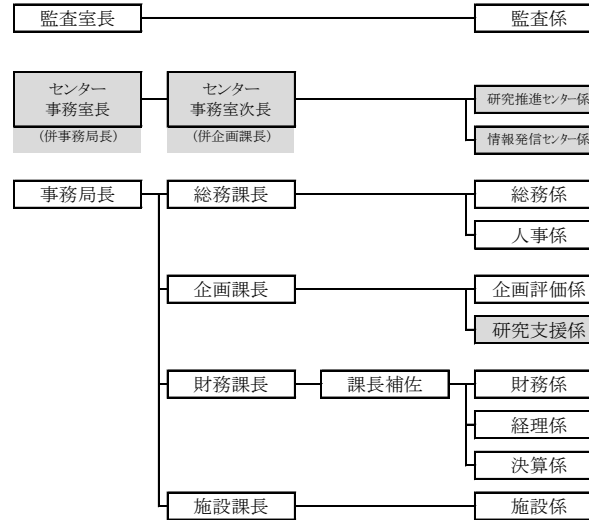 監査室長 監査係
センター センター
事務室長 事務室次長 研究推進センター係
(併事務局長) (併企画課長) 情報発信センター係
事務局長 総務課長 総務係
人事係
企画課長 企画評価係
研究支援係
財務課長 課長補佐 財務係
経理係
決算係
施設課長 施設係